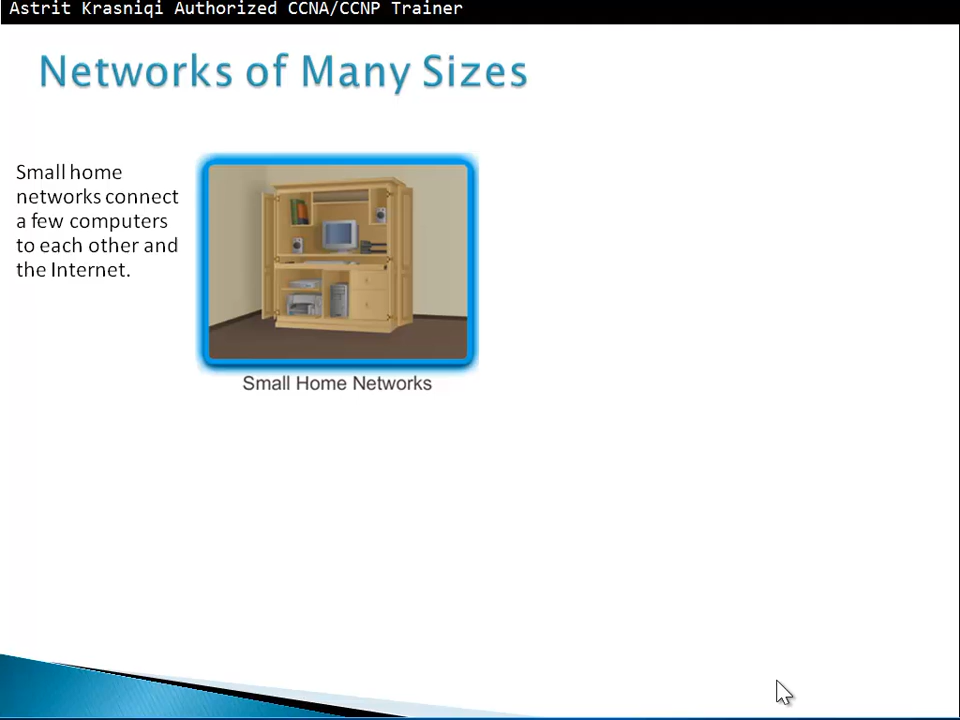 Astrit Krasniqi Authorized CCNA/CCNP Trainer
Networks of Many Sizes
Small home
networks connect
a few computers
to each other and
the Internet.
Small Home Networks